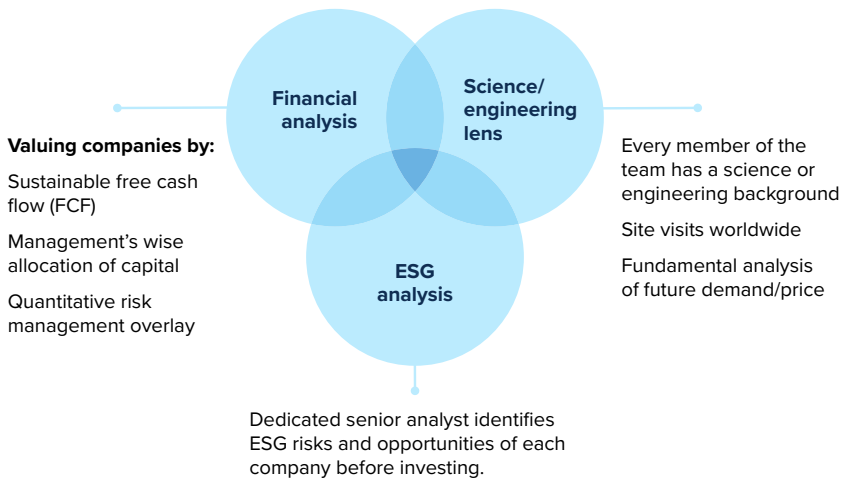 Financial
analysis
Science/
engineering
lens
ESG
analysis
Valuing companies by:
Sustainable free cash
flow (FCF)
Management’s wise
allocation of capital
Quantitative risk
management overlay
Every member of the
team has a science or
engineering background
Site visits worldwide
Fundamental analysis
of future demand/price
Dedicated senior analyst identifies
ESG risks and opportunities of each
company before investing.